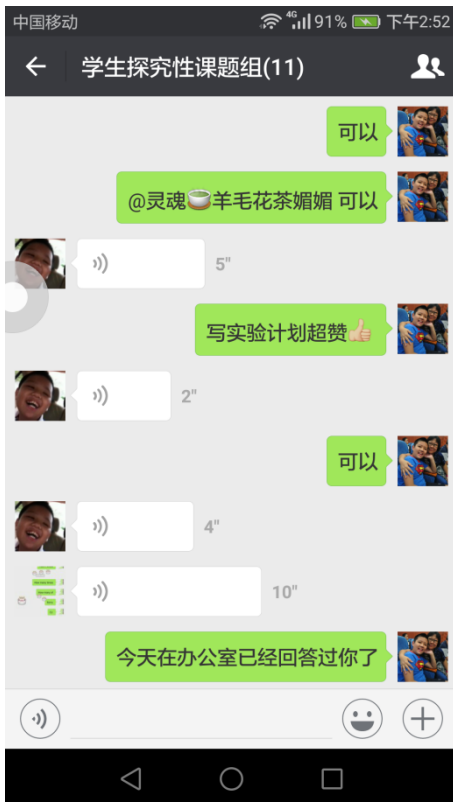 中国移动 4G 91% 下午2:52
学生探究性课题组(11)
可以
@灵魂🍵羊毛花茶媚媚 可以
5"
写实验计划超赞👍🏻
2"
可以
4"
10"
今天在办公室已经回答过你了